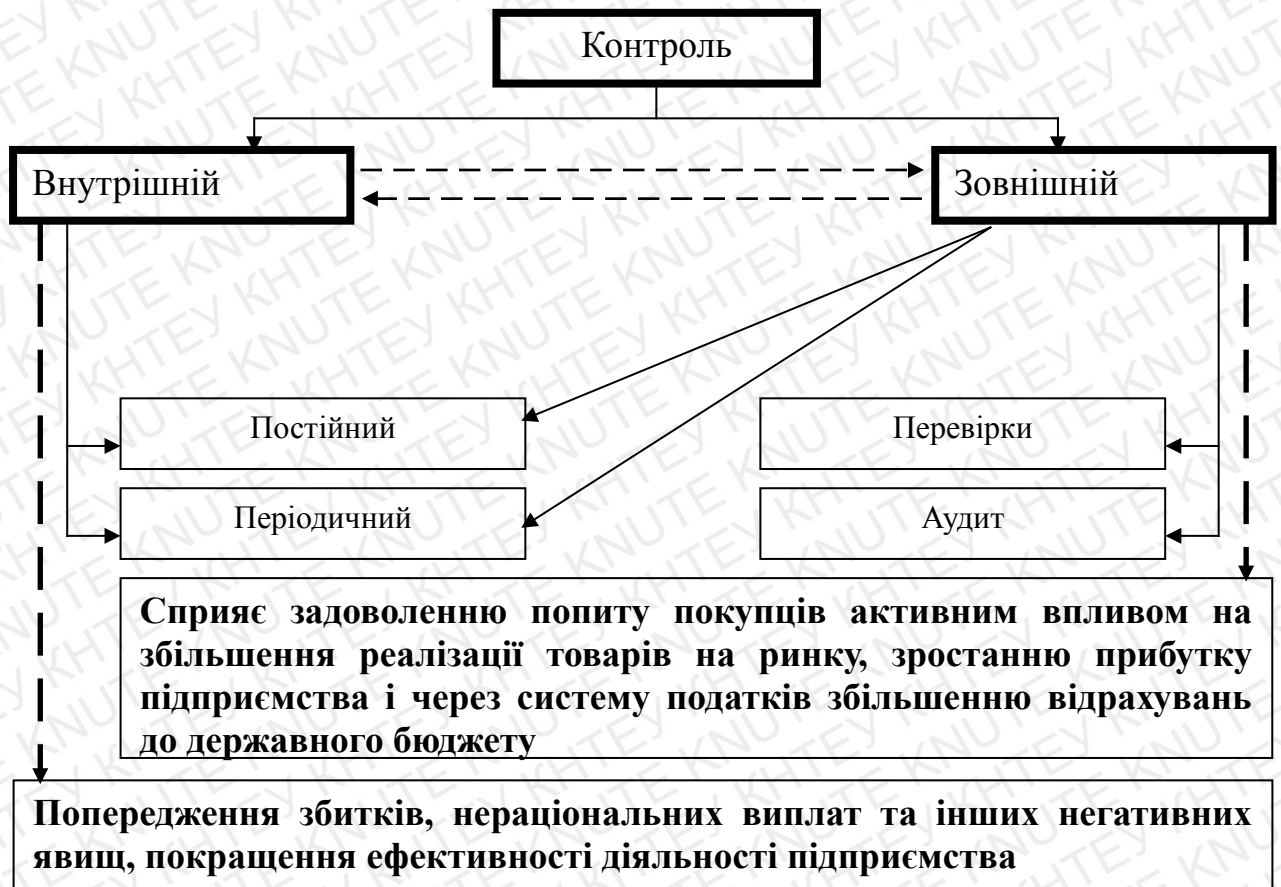 Контроль
Внутрішній
Зовнішній
Постійний
Перевірки
Періодичний
Аудит
Сприяє задоволенню попиту покупців активним впливом на
збільшення реалізації товарів на ринку, зростанню прибутку
підприємства і через систему податків збільшенню відрахувань
до державного бюджету
Попередження збитків, нераціональних виплат та інших негативних
явищ, покращення ефективності діяльності підприємства